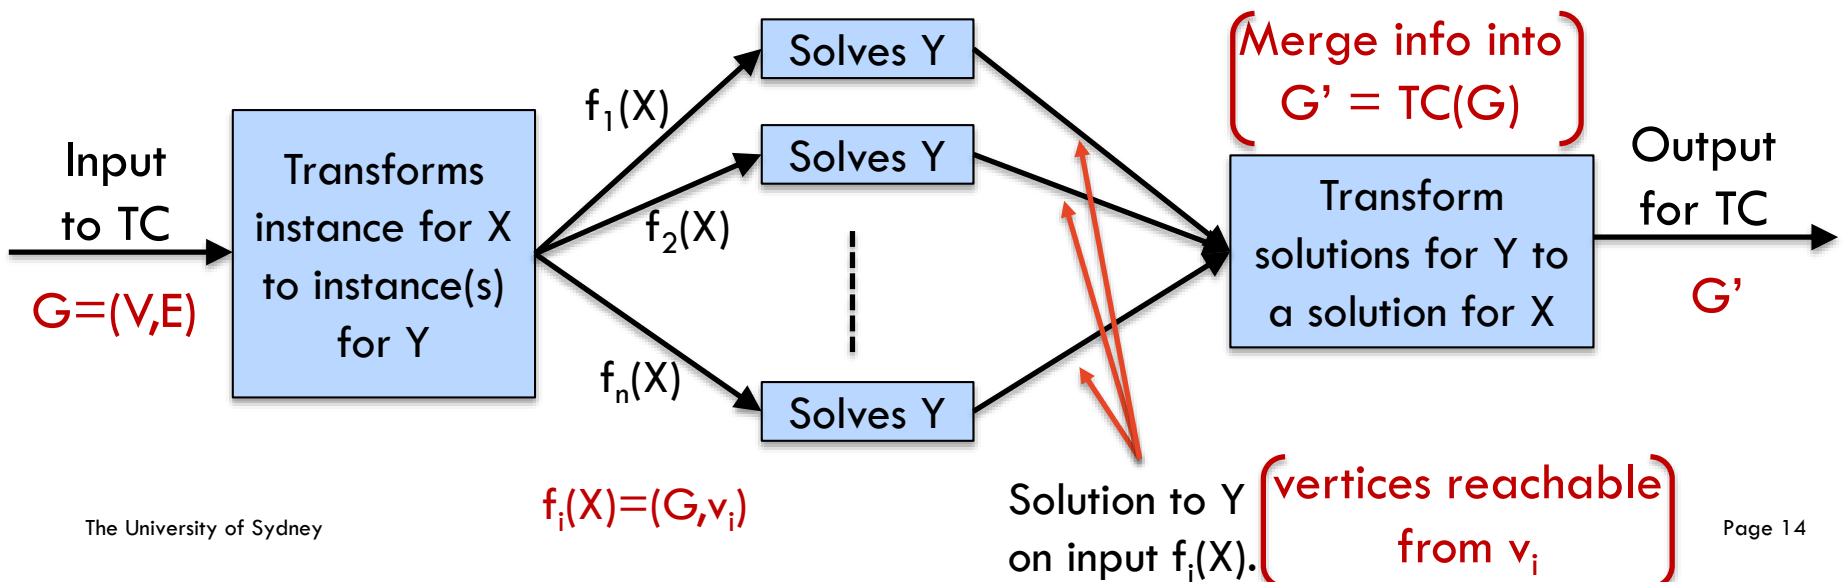 Input
to TC
G=(V,E)
Transforms
instance for X
to instance(s)
for Y
f₁(X)
f₂(X)
fₙ(X)
Solves Y
Solves Y
Solves Y
fᵢ(X)=(G,vᵢ)
Merge info into
G’ = TC(G)
Transform
solutions for Y to
a solution for X
Output
for TC
G’
Solution to Y
on input fᵢ(X).
vertices reachable
from vᵢ
The University of Sydney
Page 14